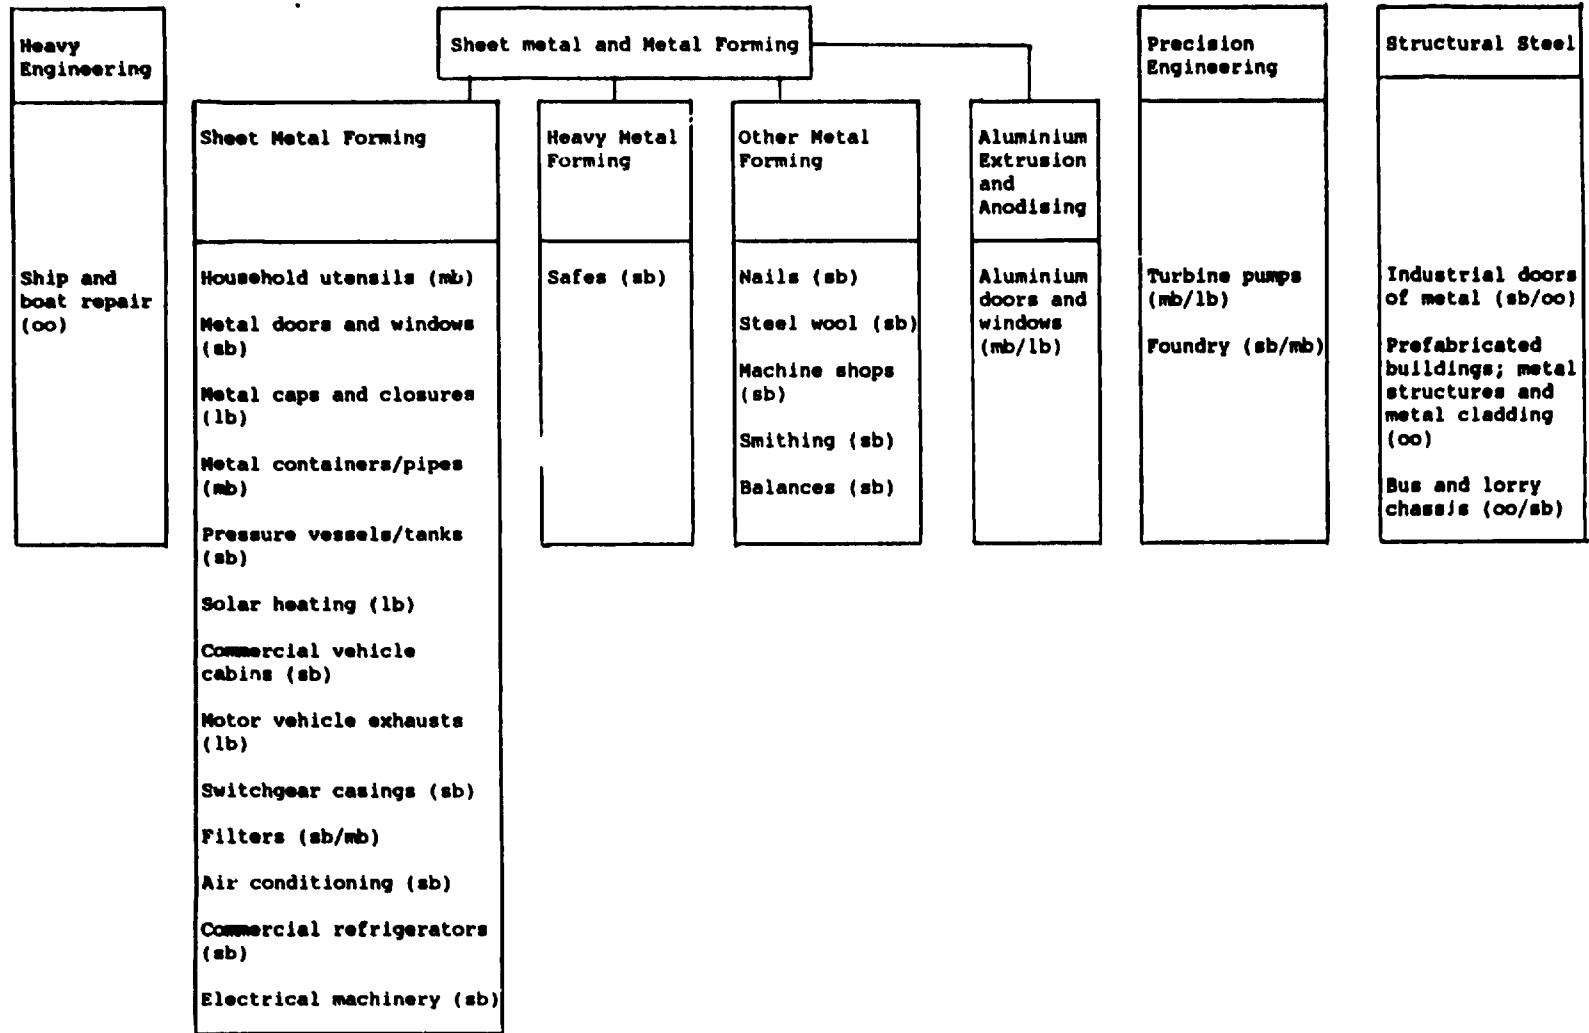 Heavy
Engineering
Ship and
boat repair
(oo)
Sheet metal and Metal Forming
Sheet Metal Forming
Household utensils (mb)
Metal doors and windows
(sb)
Metal caps and closures
(lb)
Metal containers/pipes
(mb)
Pressure vessels/tanks
(sb)
Solar heating (lb)
Commercial vehicle
cabins (sb)
Motor vehicle exhausts
(lb)
Switchgear casings (sb)
Filters (sb/mb)
Air conditioning (sb)
Commercial refrigerators
(sb)
Electrical machinery (sb)
Heavy Metal
Forming
Safes (sb)
Other Metal
Forming
Nails (sb)
Steel wool (sb)
Machine shops
(sb)
Smithing (sb)
Balances (sb)
Aluminium
Extrusion
and
Anodising
Aluminium
doors and
windows
(mb/lb)
Precision
Engineering
Turbine pumps
(mb/lb)
Foundry (sb/mb)
Structural Steel
Industrial doors
of metal (sb/oo)
Prefabricated
buildings; metal
structures and
metal cladding
(oo)
Bus and lorry
chassis (oo/sb)